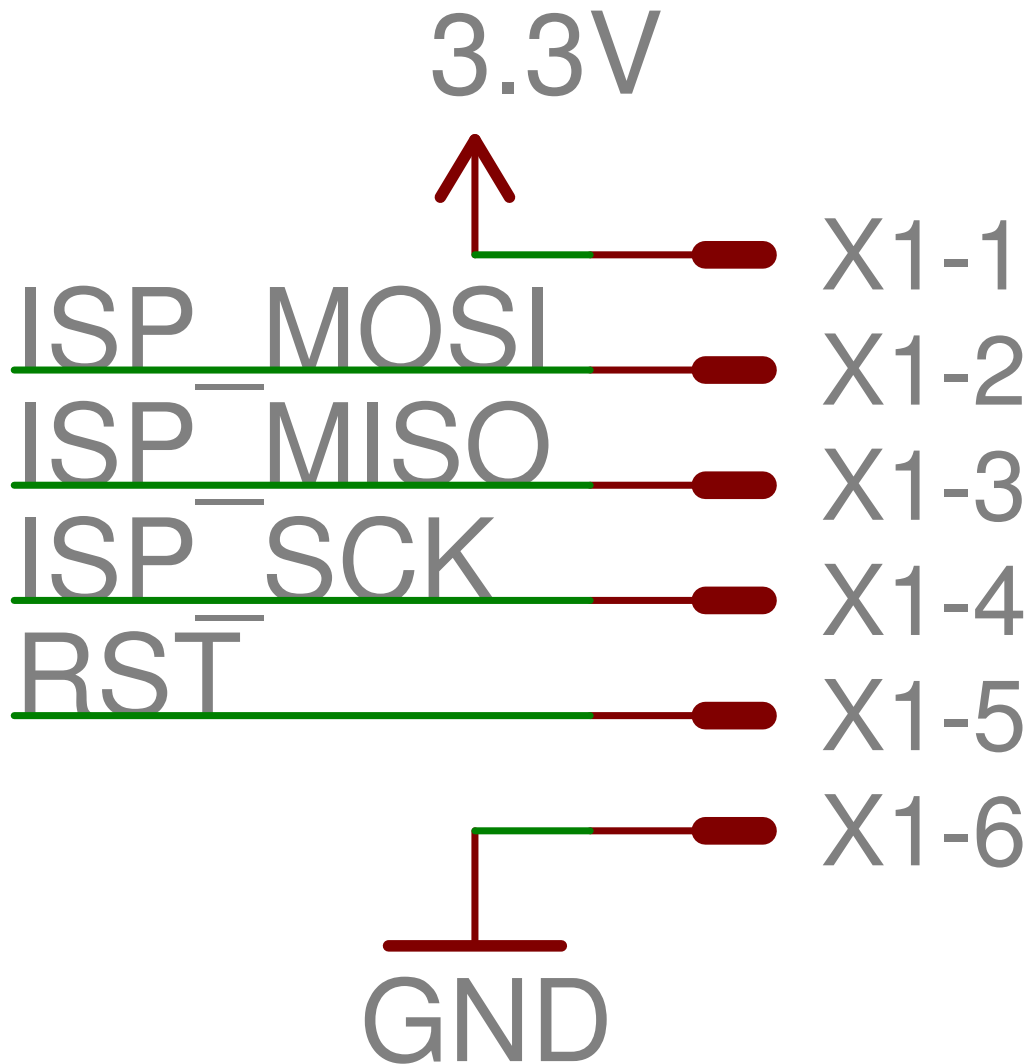 3.3V
X1-1
ISP_MOSI X1-2
ISP_MISO X1-3
ISP_SCK X1-4
RST X1-5
X1-6
GND